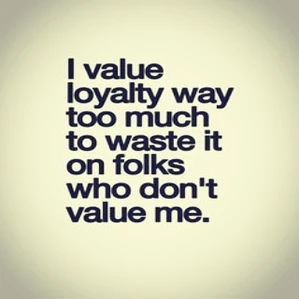 I value
loyalty way
too much
to waste it
on folks
who don't
value me.